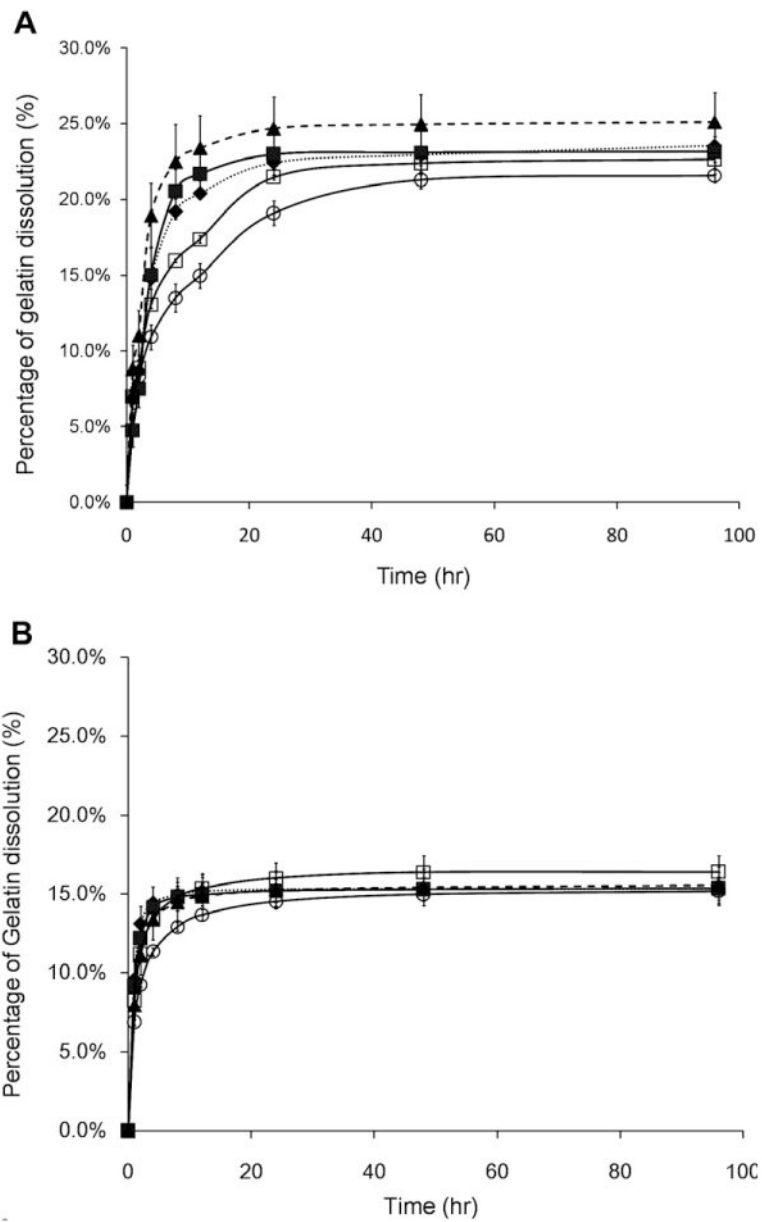 A
Percentage of gelatin dissolution (%)
30.0%
25.0%
20.0%
15.0%
10.0%
5.0%
0.0%
0 20 40 60 80 100
Time (hr)
B
Percentage of Gelatin dissolution (%)
30.0%
25.0%
20.0%
15.0%
10.0%
5.0%
0.0%
0 20 40 60 80 100
Time (hr)